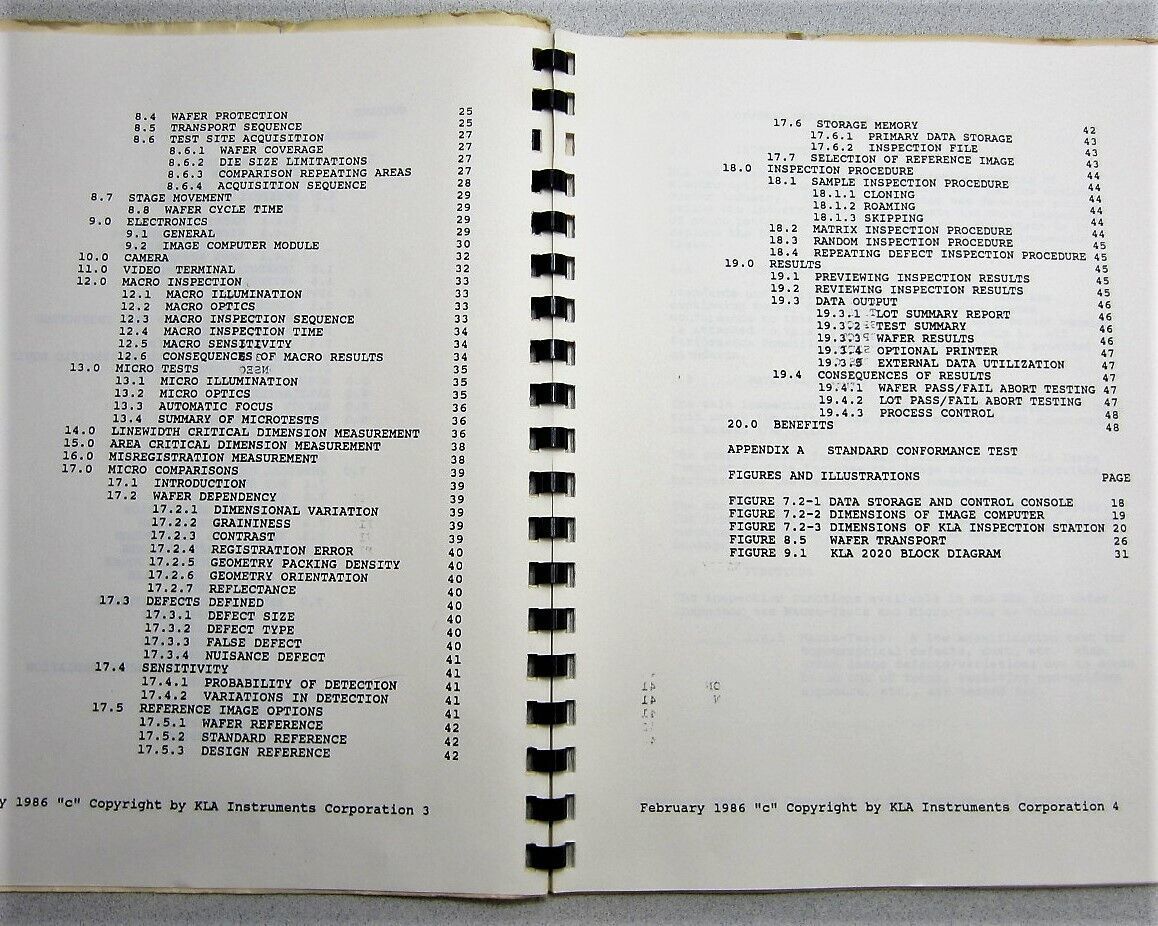 8.4 WAFER PROTECTION 25
8.5 TRANSPORT SEQUENCE 25
8.6 TEST SITE ACQUISITION 27
8.6.1 WAFER COVERAGE 27
8.6.2 DIE SIZE LIMITATIONS 27
8.6.3 COMPARISON REPEATING AREAS 27
8.6.4 ACQUISITION SEQUENCE 28
8.7 STAGE MOVEMENT 29
8.8 WAFER CYCLE TIME 29
9.0 ELECTRONICS 29
9.1 GENERAL 29
9.2 IMAGE COMPUTER MODULE 30
10.0 CAMERA 32
11.0 VIDEO TERMINAL 32
12.0 MACRO INSPECTION 33
12.1 MACRO ILLUMINATION 33
12.2 MACRO OPTICS 33
12.3 MACRO INSPECTION SEQUENCE 33
12.4 MACRO INSPECTION TIME 34
12.5 MACRO SENSITIVITY 34
12.6 CONSEQUENCES OF MACRO RESULTS 34
13.0 MICRO TESTS 35
13.1 MICRO ILLUMINATION 35
13.2 MICRO OPTICS 35
13.3 AUTOMATIC FOCUS 36
13.4 SUMMARY OF MICROTESTS 36
14.0 LINEWIDTH CRITICAL DIMENSION MEASUREMENT 36
15.0 AREA CRITICAL DIMENSION MEASUREMENT 38
16.0 MISREGISTRATION MEASUREMENT 38
17.0 MICRO COMPARISONS 39
17.1 INTRODUCTION 39
17.2 WAFER DEPENDENCY 39
17.2.1 DIMENSIONAL VARIATION 39
17.2.2 GRAININESS 39
17.2.3 CONTRAST 39
17.2.4 REGISTRATION ERROR 40
17.2.5 GEOMETRY PACKING DENSITY 40
17.2.6 GEOMETRY ORIENTATION 40
17.2.7 REFLECTANCE 40
17.3 DEFECTS DEFINED 40
17.3.1 DEFECT SIZE 40
17.3.2 DEFECT TYPE 40
17.3.3 FALSE DEFECT 40
17.3.4 NUISANCE DEFECT 41
17.4 SENSITIVITY 41
17.4.1 PROBABILITY OF DETECTION 41
17.4.2 VARIATIONS IN DETECTION 41
17.5 REFERENCE IMAGE OPTIONS 41
17.5.1 WAFER REFERENCE 42
17.5.2 STANDARD REFERENCE 42
17.5.3 DESIGN REFERENCE 42
y 1986 "c" Copyright by KLA Instruments Corporation 3
17.6 STORAGE MEMORY 42
17.6.1 PRIMARY DATA STORAGE 43
17.6.2 INSPECTION FILE 43
17.7 SELECTION OF REFERENCE IMAGE 43
18.0 INSPECTION PROCEDURE 44
18.1 SAMPLE INSPECTION PROCEDURE 44
18.1.1 CLONING 44
18.1.2 ROAMING 44
18.1.3 SKIPPING 44
18.2 MATRIX INSPECTION PROCEDURE 44
18.3 RANDOM INSPECTION PROCEDURE 45
18.4 REPEATING DEFECT INSPECTION PROCEDURE 45
19.0 RESULTS 45
19.1 PREVIEWING INSPECTION RESULTS 45
19.2 REVIEWING INSPECTION RESULTS 45
19.3 DATA OUTPUT 46
19.3.1 LOT SUMMARY REPORT 46
19.3.2 TEST SUMMARY 46
19.3.3 WAFER RESULTS 46
19.3.4 OPTIONAL PRINTER 47
19.3.5 EXTERNAL DATA UTILIZATION 47
19.4 CONSEQUENCES OF RESULTS 47
19.4.1 WAFER PASS/FAIL ABORT TESTING 47
19.4.2 LOT PASS/FAIL ABORT TESTING 47
19.4.3 PROCESS CONTROL 48
20.0 BENEFITS 48
APPENDIX A STANDARD CONFORMANCE TEST
FIGURES AND ILLUSTRATIONS PAGE
FIGURE 7.2-1 DATA STORAGE AND CONTROL CONSOLE 18
FIGURE 7.2-2 DIMENSIONS OF IMAGE COMPUTER 19
FIGURE 7.2-3 DIMENSIONS OF KLA INSPECTION STATION 20
FIGURE 8.5 WAFER TRANSPORT 26
FIGURE 9.1 KLA 2020 BLOCK DIAGRAM 31
February 1986 "c" Copyright by KLA Instruments Corporation 4